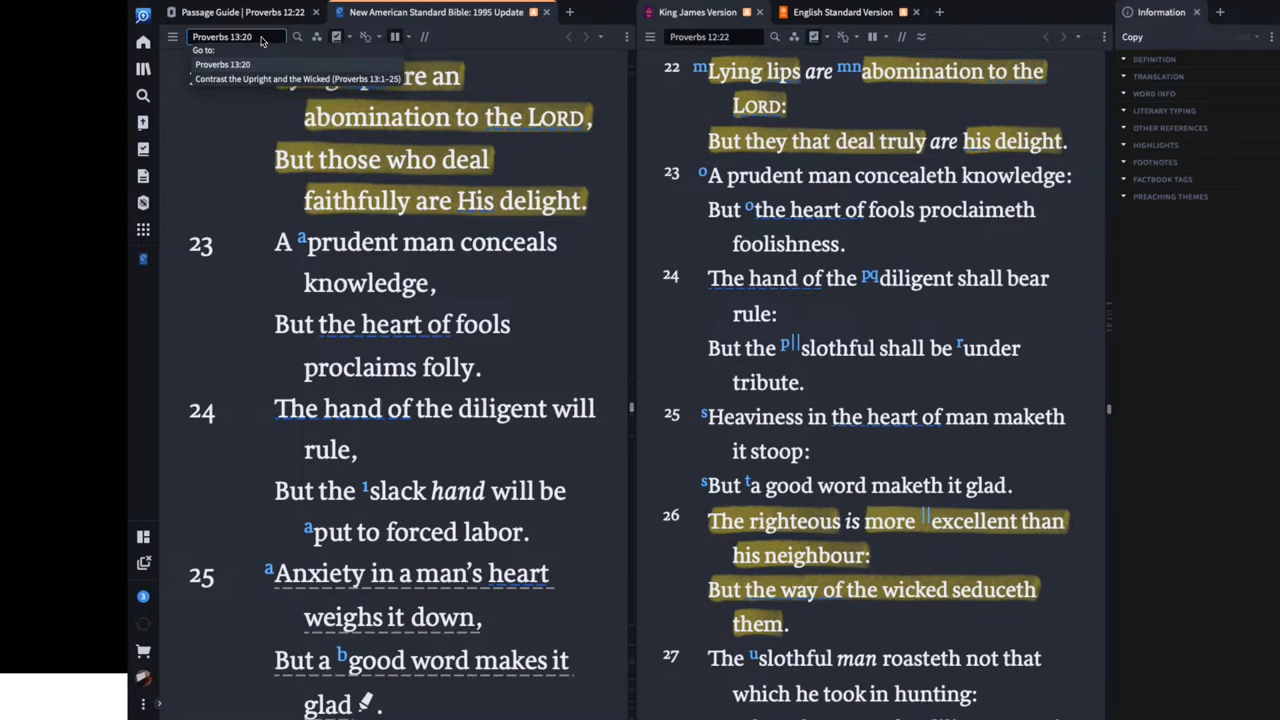 Passage Guide | Proverbs 12:22
New American Standard Bible: 1995 Update
A
Proverbs 13:20
Go to:
Proverbs 13:20
Contrast the Upright and the Wicked (Proverbs 13:1–25)
re an
abomination to the LORD,
But those who deal
faithfully are His delight.
23 A aprudent man conceals
knowledge,
But the heart of fools
proclaims folly.
24 The hand of the diligent will
rule,
But the 1slack hand will be
aput to forced labor.
25 aAnxiety in a man’s heart
weighs it down,
But a bgood word makes it
glad.
King James Version A
English Standard Version A
Proverbs 12:22
22 mLying lips are mnabomination to the
LORD:
But they that deal truly are his delight.
23 oA prudent man concealeth knowledge:
But othe heart of fools proclaimeth
foolishness.
24 The hand of the pqdiligent shall bear
rule:
But the p||slothful shall be runder
tribute.
25 sHeaviness in the heart of man maketh
it stoop:
sBut ta good word maketh it glad.
26 The righteous is more ||excellent than
his neighbour:
But the way of the wicked seduceth
them.
27 The uslothful man roasteth not that
which he took in hunting:
Information
Copy
DEFINITION
TRANSLATION
WORD INFO
LITERARY TYPING
OTHER REFERENCES
HIGHLIGHTS
FOOTNOTES
FACTBOOK TAGS
PREACHING THEMES
3